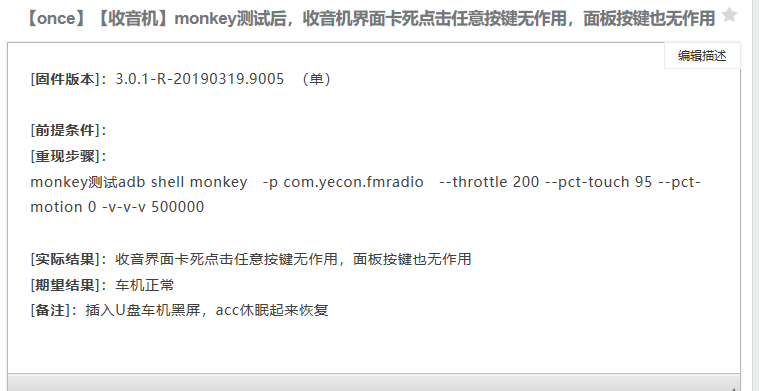 【once】【收音机】monkey测试后，收音机界面卡死点击任意按键无作用，面板按键也无作用
编辑描述
[固件版本]：3.0.1-R-20190319.9005 （单）
[前提条件]：
[重现步骤]：
monkey测试adb shell monkey -p com.yecon.fmradio --throttle 200 --pct-touch 95 --pct-
motion 0 -v-v-v 500000
[实际结果]：收音界面卡死点击任意按键无作用，面板按键也无作用
[期望结果]：车机正常
[备注]：插入U盘车机黑屏，acc休眠起来恢复